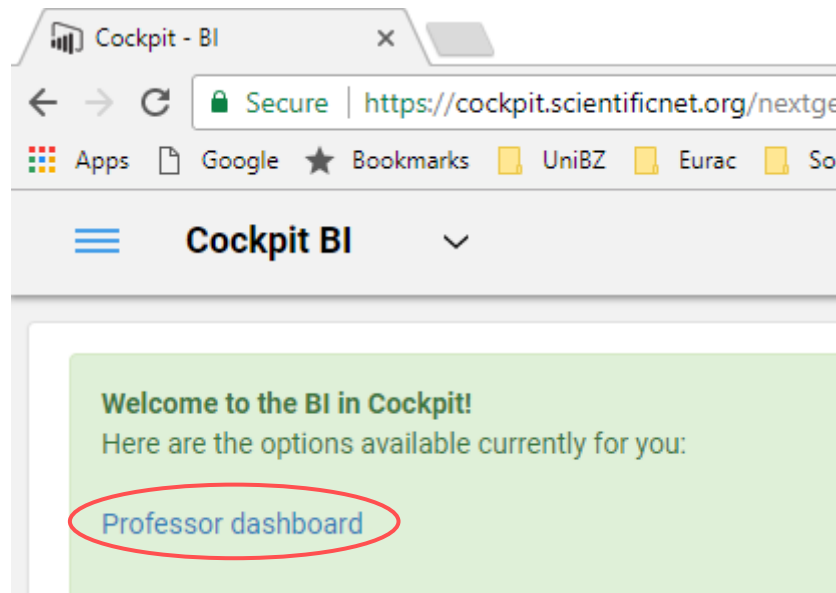 Cockpit - BI
Secure | https://cockpit.scientificnet.org/nextge
Apps Google Bookmarks UniBZ Eurac So
Cockpit BI
Welcome to the BI in Cockpit!
Here are the options available currently for you:
Professor dashboard